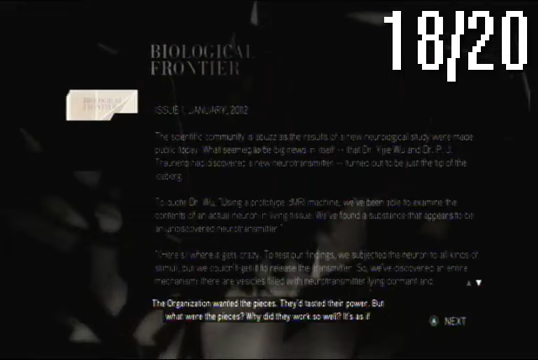 18/20
BIOLOGICAL
FRONTIER
BIOLOGICAL
FRONTIER
ISSUE 1, JANUARY, 2012
The scientific community is abuzz as the results of a new neurological study were made
public today. What seemed to be big news in itself -- that Dr. Yijie Wu and Dr. P. J.
had discovered a new neurotransmitter -- turned out to be just the tip of the
iceberg.
To quote Dr. Wu, "Using a prototype dMRI machine, we've been able to examine the
contents of an actual neuron in living tissue. We've found a substance that appears to be
an undiscovered neurotransmitter."
"(Here is) where it gets crazy. To test our findings, we subjected the neuron to all kinds of
stimuli, but we couldn't get it to release the transmitter. So, we've discovered an entire
mechanism: there are vesicles filled with neurotransmitter lying dormant and
The Organization wanted the pieces. They'd tasted their power. But
what were the pieces? Why did they work so well? It's as if
A NEXT